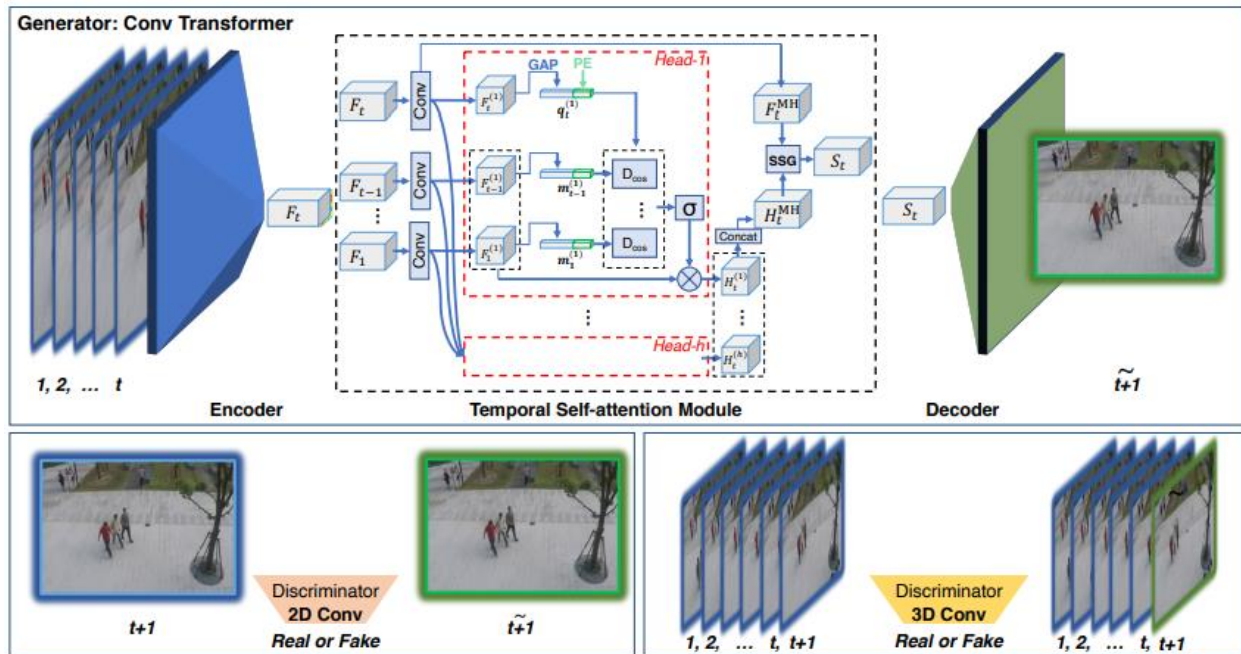 Generator: Conv Transformer
Head-1
GAP
PE
F_t
Conv
F_t^(1)
q_t^(1)
F_t^MH
SSG
S_t
F_{t-1}
Conv
F_{t-1}^(1)
m_{t-1}^(1)
D_cos
σ
H_t^MH
Concat
F_t
S_t
F_1
Conv
F_1^(1)
m_1^(1)
D_cos
H_t^(1)
Head-h
H_t^(h)
1, 2, ... t
t̃+1
Encoder
Temporal Self-attention Module
Decoder
Discriminator
2D Conv
Real or Fake
t+1
t̃+1
Discriminator
3D Conv
Real or Fake
1, 2, ... t, t+1
1, 2, ... t, t̃+1